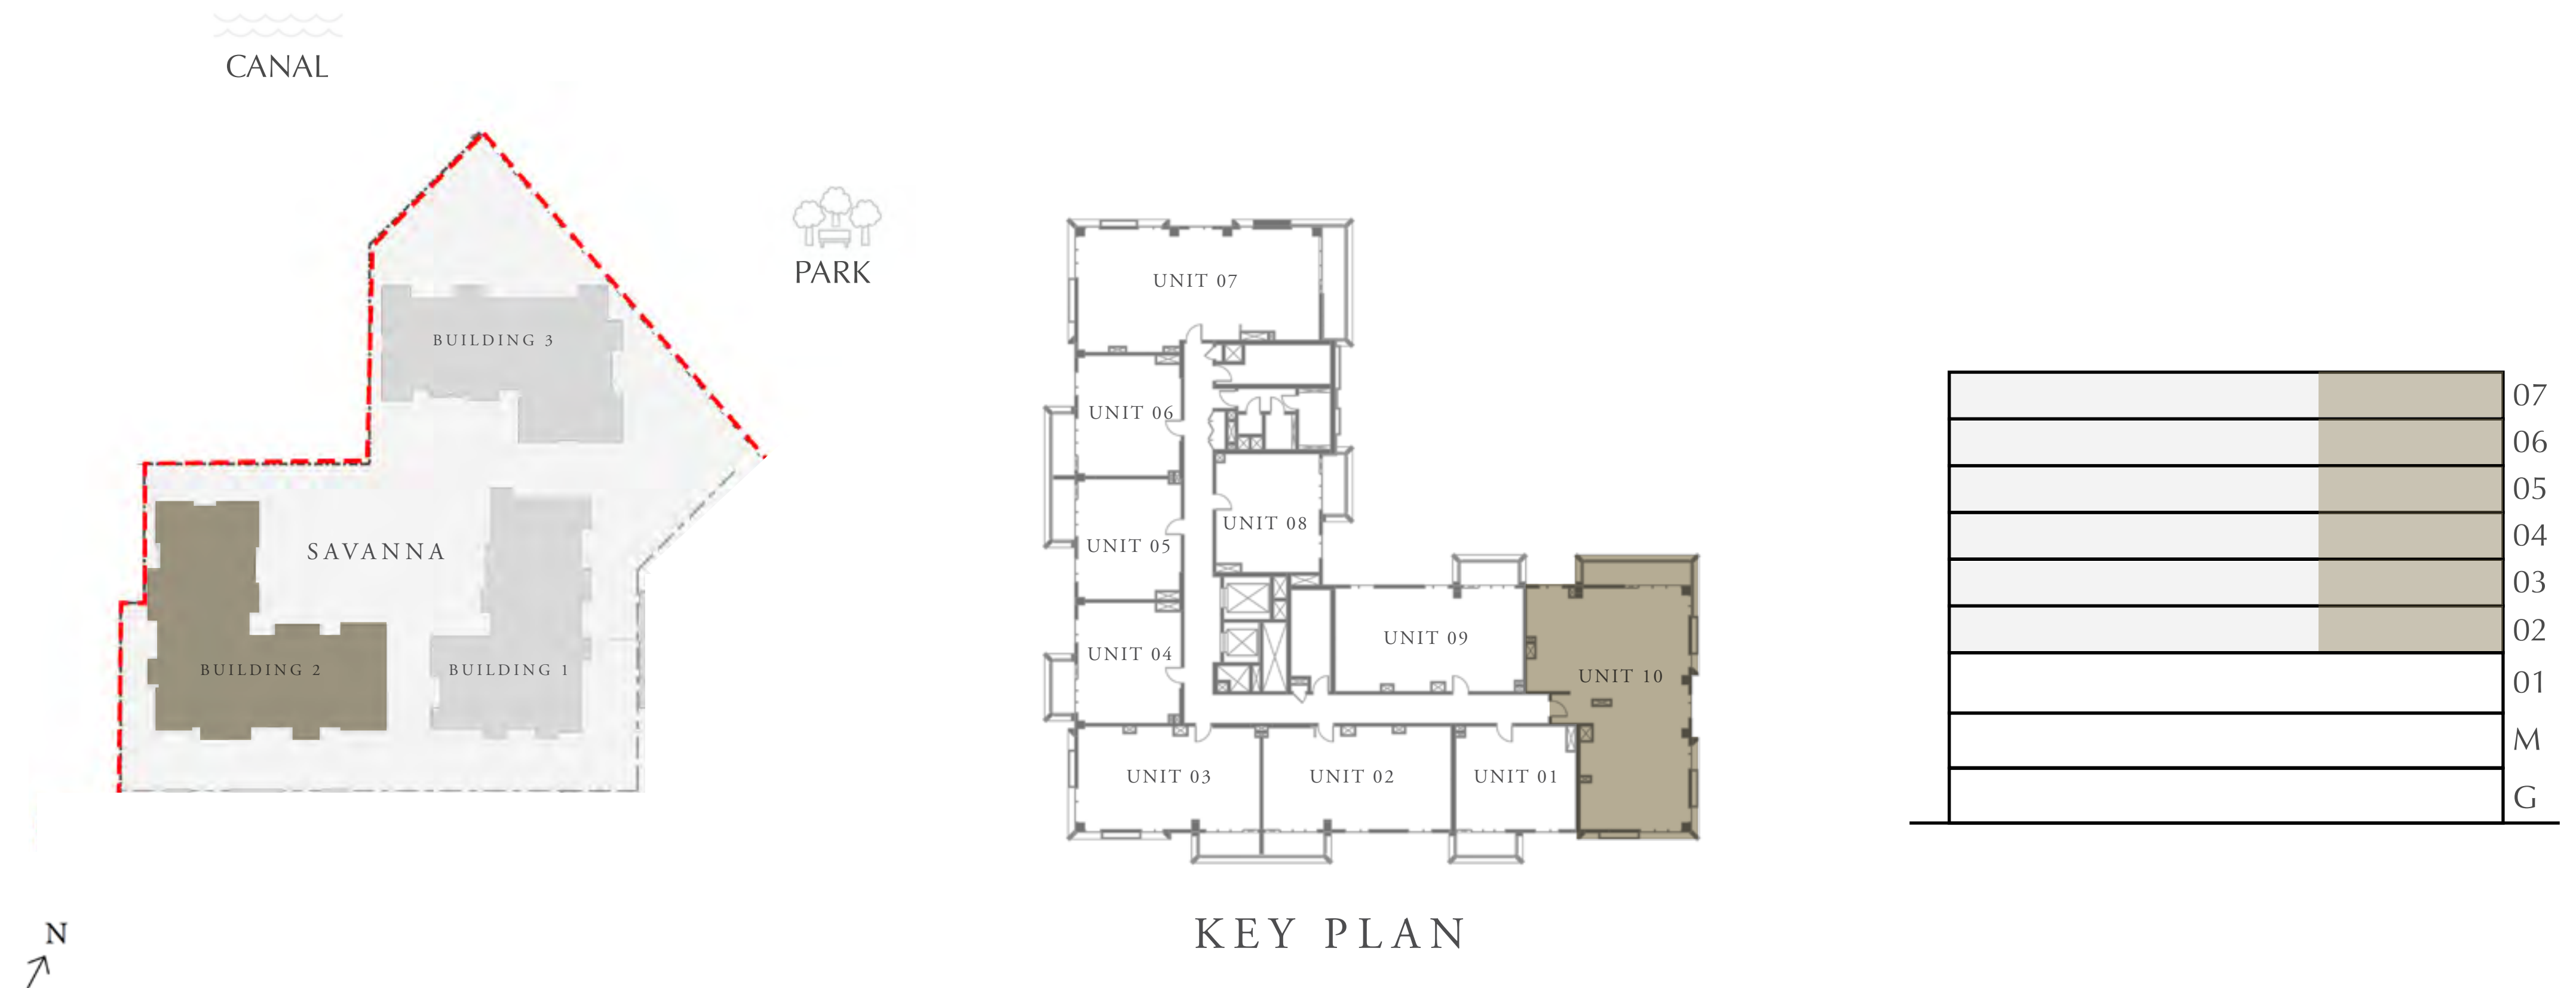 CANAL
PARK
BUILDING 3
SAVANNA
BUILDING 2
BUILDING 1
N
UNIT 07
UNIT 06
UNIT 08
UNIT 05
UNIT 09
UNIT 04
UNIT 10
UNIT 03
UNIT 02
UNIT 01
KEY PLAN
07
06
05
04
03
02
01
M
G